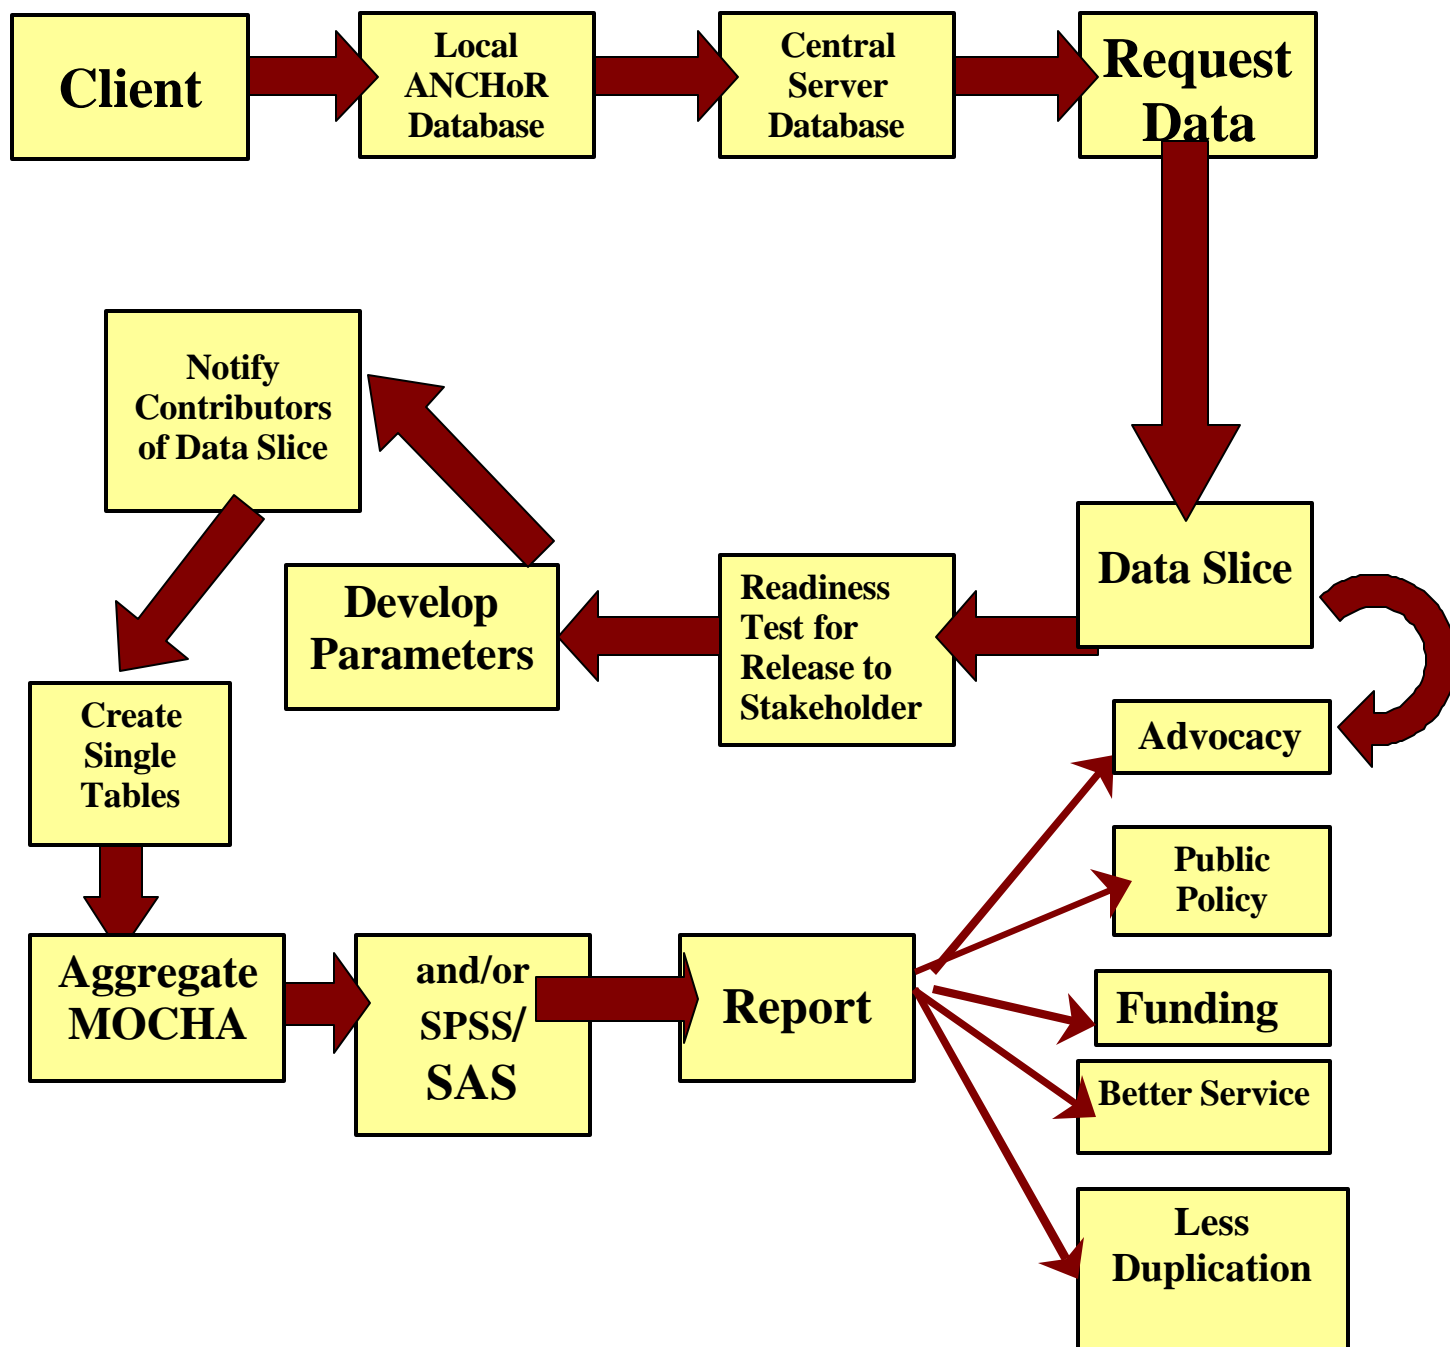 Client
Local
ANCHoR
Database
Central
Server
Database
Request
Data
Notify
Contributors
of Data Slice
Data Slice
Readiness
Test for
Release to
Stakeholder
Develop
Parameters
Create
Single
Tables
Advocacy
Public
Policy
Aggregate
MOCHA
and/or
SPSS/
SAS
Report
Funding
Better Service
Less
Duplication